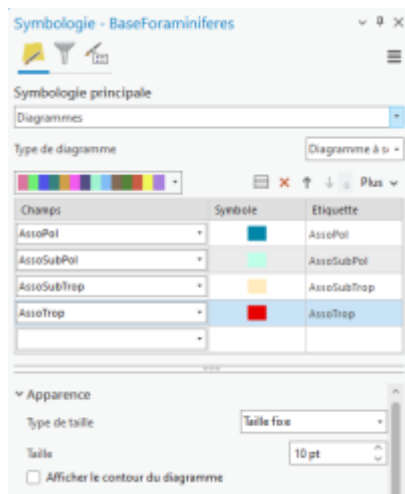 Symbologie - BaseForaminiferes
Symbologie principale
Diagrammes
Type de diagramme Diagramme à
Plus
Champs Symbole Etiquette
AssoPol AssoPol
AssoSubPol AssoSubPol
AssoSubTrop AssoSubTrop
AssoTrop AssoTrop
Apparence
Type de taille Taille fixe
Taille 10 pt
Afficher le contour du diagramme